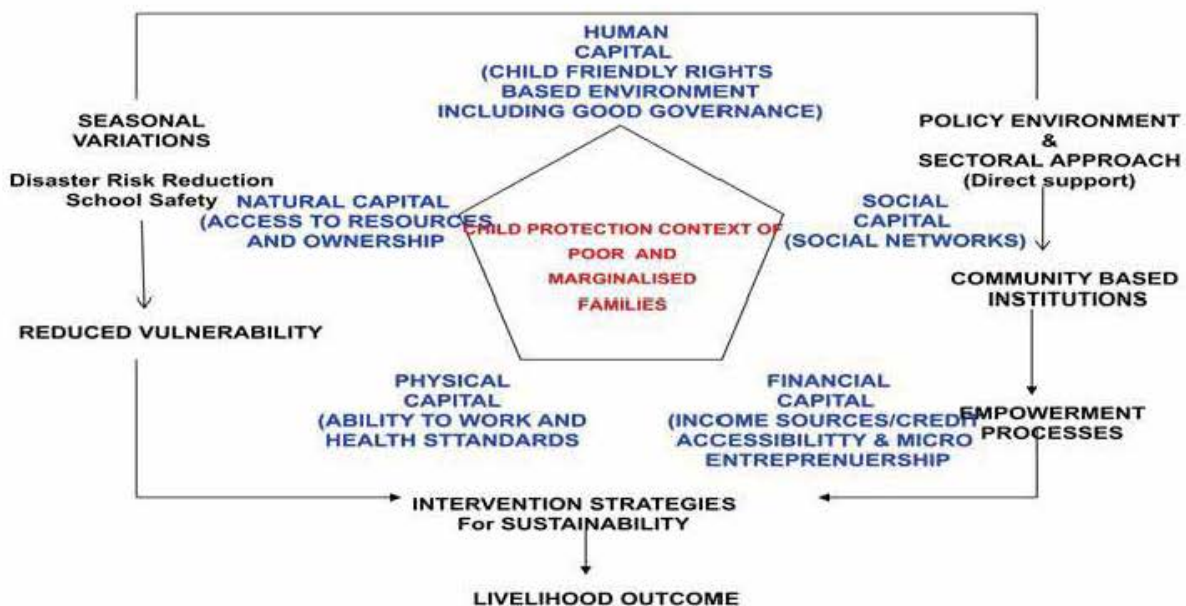 HUMAN
CAPITAL
(CHILD FRIENDLY RIGHTS
BASED ENVIRONMENT
INCLUDING GOOD GOVERNANCE)
SEASONAL
VARIATIONS
Disaster Risk Reduction
School Safety
NATURAL CAPITAL
(ACCESS TO RESOURCES
AND OWNERSHIP
REDUCED VULNERABILITY
CHILD PROTECTION CONTEXT OF
POOR AND
MARGINALISED
FAMILIES
POLICY ENVIRONMENT
&
SECTORAL APPROACH
(Direct support)
SOCIAL
CAPITAL
(SOCIAL NETWORKS)
COMMUNITY BASED
INSTITUTIONS
PHYSICAL
CAPITAL
(ABILITY TO WORK AND
HEALTH STTANDARDS
FINANCIAL
CAPITAL
(INCOME SOURCES/CREDIT
ACCESSIBILITTY & MICRO
ENTREPRENUERSHIP
EMPOWERMENT
PROCESSES
INTERVENTION STRATEGIES
For SUSTAINABILITY
LIVELIHOOD OUTCOME